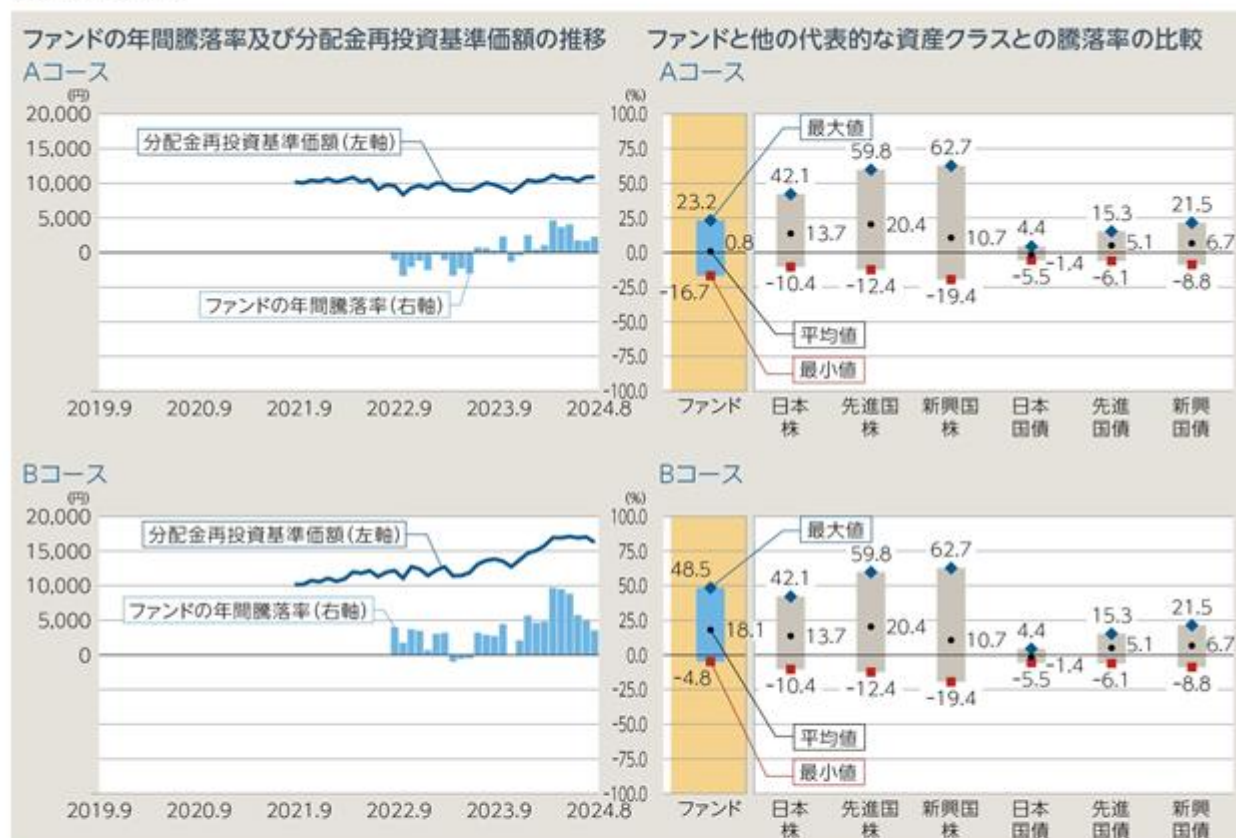 ファンドの年間騰落率及び分配金再投資基準価額の推移
ファンドと他の代表的な資産クラスとの騰落率の比較
Aコース
(円)
20,000
15,000
10,000
5,000
0
分配金再投資基準価額(左軸)
ファンドの年間騰落率(右軸)
2019.9 2020.9 2021.9 2022.9 2023.9 2024.8
Aコース
(%)
100.0
75.0
50.0
25.0
0.0
-25.0
-50.0
-75.0
-100.0
最大値
平均値
最小値
23.2 42.1 59.8 62.7 4.4 15.3 21.5
0.8 13.7 20.4 10.7 -1.4 5.1 6.7
-16.7 -10.4 -12.4 -19.4 -5.5 -6.1 -8.8
ファンド 日本 先進国 新興国 日本 先進 新興
株 株 株 国債 国債 国債
Bコース
(円)
20,000
15,000
10,000
5,000
0
分配金再投資基準価額(左軸)
ファンドの年間騰落率(右軸)
2019.9 2020.9 2021.9 2022.9 2023.9 2024.8
Bコース
(%)
100.0
75.0
50.0
25.0
0.0
-25.0
-50.0
-75.0
-100.0
最大値
平均値
最小値
48.5 42.1 59.8 62.7 4.4 15.3 21.5
18.1 13.7 20.4 10.7 -1.4 5.1 6.7
-4.8 -10.4 -12.4 -19.4 -5.5 -6.1 -8.8
ファンド 日本 先進国 新興国 日本 先進 新興
株 株 株 国債 国債 国債